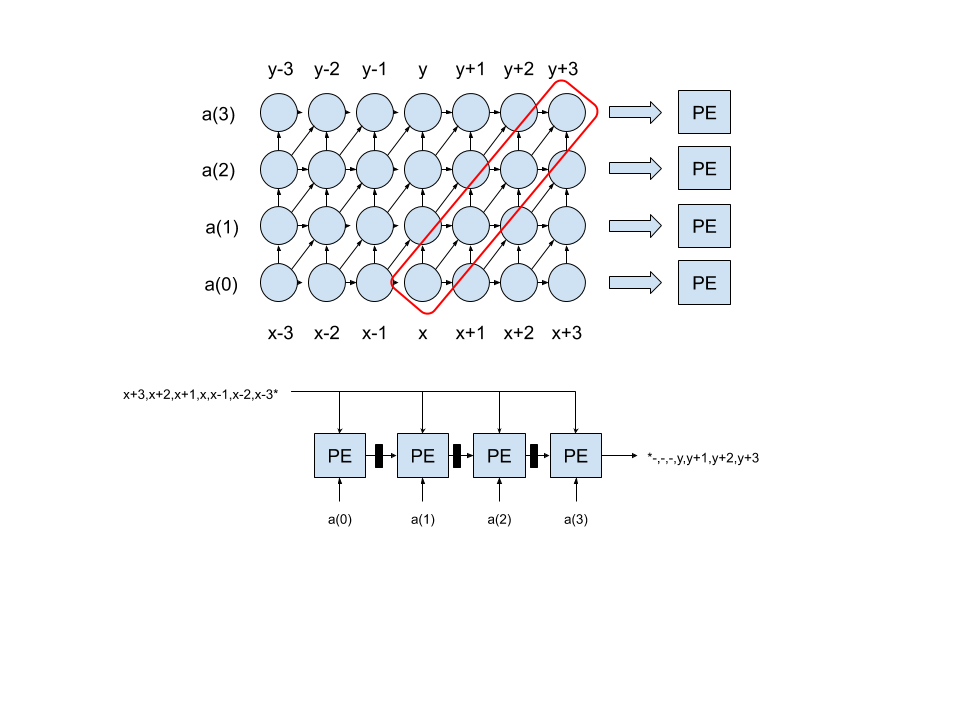 y-3 y-2 y-1 y y+1 y+2 y+3
a(3) PE
a(2) PE
a(1) PE
a(0) PE
x-3 x-2 x-1 x x+1 x+2 x+3
x+3,x+2,x+1,x,x-1,x-2,x-3*
PE PE PE PE *-,-,-,y,y+1,y+2,y+3
a(0) a(1) a(2) a(3)